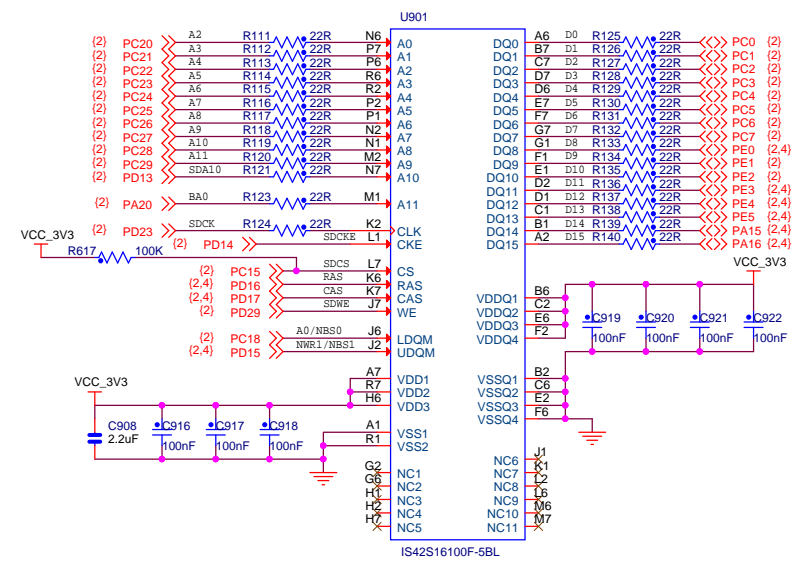 U901
{2} PC20 A2 R111 22R N6 A0 DQ0 A6 D0 R125 22R PC0 {2}
{2} PC21 A3 R112 22R P7 A1 DQ1 B7 D1 R126 22R PC1 {2}
{2} PC22 A4 R113 22R P6 A2 DQ2 C7 D2 R127 22R PC2 {2}
{2} PC23 A5 R114 22R R6 A3 DQ3 D7 D3 R128 22R PC3 {2}
{2} PC24 A6 R115 22R R2 A4 DQ4 D6 D4 R129 22R PC4 {2}
{2} PC25 A7 R116 22R P2 A5 DQ5 E7 D5 R130 22R PC5 {2}
{2} PC26 A8 R117 22R P1 A6 DQ6 F7 D6 R131 22R PC6 {2}
{2} PC27 A9 R118 22R N2 A7 DQ7 G7 D7 R132 22R PC7 {2}
{2} PC28 A10 R119 22R N1 A8 DQ8 G1 D8 R133 22R PE0 {2,4}
{2} PC29 A11 R120 22R M2 A9 DQ9 F1 D9 R134 22R PE1 {2}
{2} PD13 SDA10 R121 22R N7 A10 DQ10 E1 D10 R135 22R PE2 {2}
DQ11 D2 D11 R136 22R PE3 {2,4}
{2} PA20 BA0 R123 22R M1 A11 DQ12 D1 D12 R137 22R PE4 {2,4}
DQ13 C1 D13 R138 22R PE5 {2,4}
{2} PD23 SDCK R124 22R K2 CLK DQ14 B1 D14 R139 22R PA15 {2,4}
{2} PD14 SDCKE L1 CKE DQ15 A2 D15 R140 22R PA16 {2,4}
VCC_3V3
R617 100K
VCC_3V3
{2} PC15 SDCS L7 CS
{2,4} PD16 RAS K6 RAS
{2,4} PD17 CAS K7 CAS
{2} PD29 SDWE J7 WE
VDDQ1 B6
VDDQ2 C2
VDDQ3 E6
VDDQ4 F2
C919 C920 C921 C922
100nF 100nF 100nF 100nF
{2} PC18 A0/NBS0 J6 LDQM
{2,4} PD15 NWR1/NBS1 J2 UDQM
VCC_3V3
A7 VDD1 VSSQ1 B2
R7 VDD2 VSSQ2 C6
H6 VDD3 VSSQ3 E2
VSSQ4 F6
C908 C916 C917 C918
2.2uF 100nF 100nF 100nF
A1 VSS1
R1 VSS2
G2 NC1 NC6 J1
G6 NC2 NC7 K1
H1 NC3 NC8 L2
H2 NC4 NC9 L6
H7 NC5 NC10 M6
NC11 M7
IS42S16100F-5BL